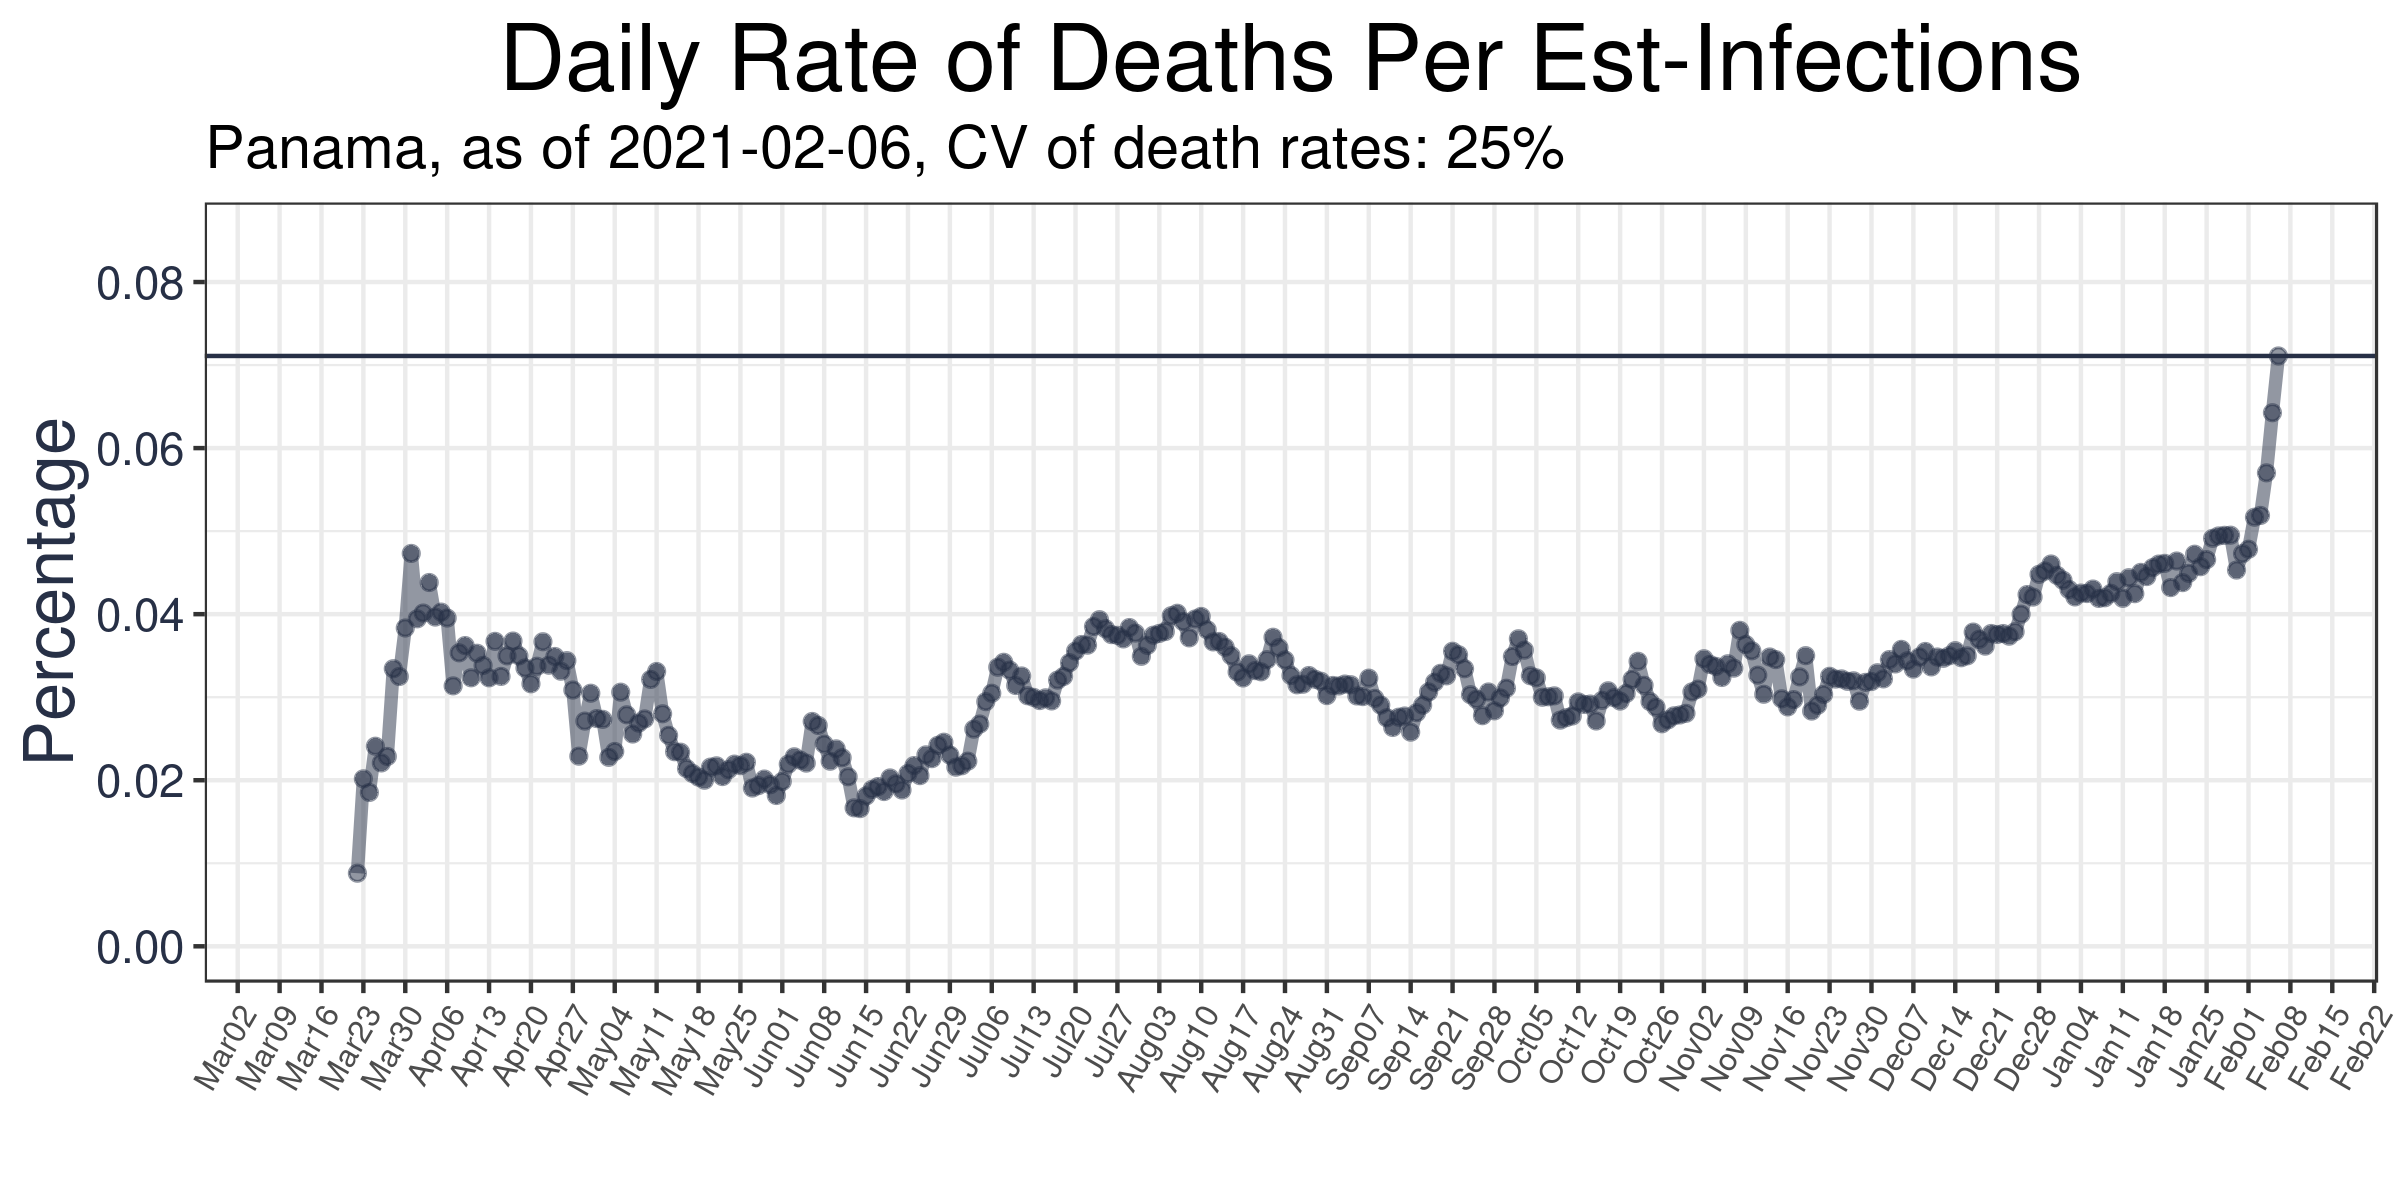 Daily Rate of Deaths Per Est-Infections
Panama, as of 2021-02-06, CV of death rates: 25%
Percentage
0.08
0.06
0.04
0.02
0.00
Mar02
Mar09
Mar16
Mar23
Mar30
Apr06
Apr13
Apr20
Apr27
May04
May11
May18
May25
Jun01
Jun08
Jun15
Jun22
Jun29
Jul06
Jul13
Jul20
Jul27
Aug03
Aug10
Aug17
Aug24
Aug31
Sep07
Sep14
Sep21
Sep28
Oct05
Oct12
Oct19
Oct26
Nov02
Nov09
Nov16
Nov23
Nov30
Dec07
Dec14
Dec21
Dec28
Jan04
Jan11
Jan18
Jan25
Feb01
Feb08
Feb15
Feb22